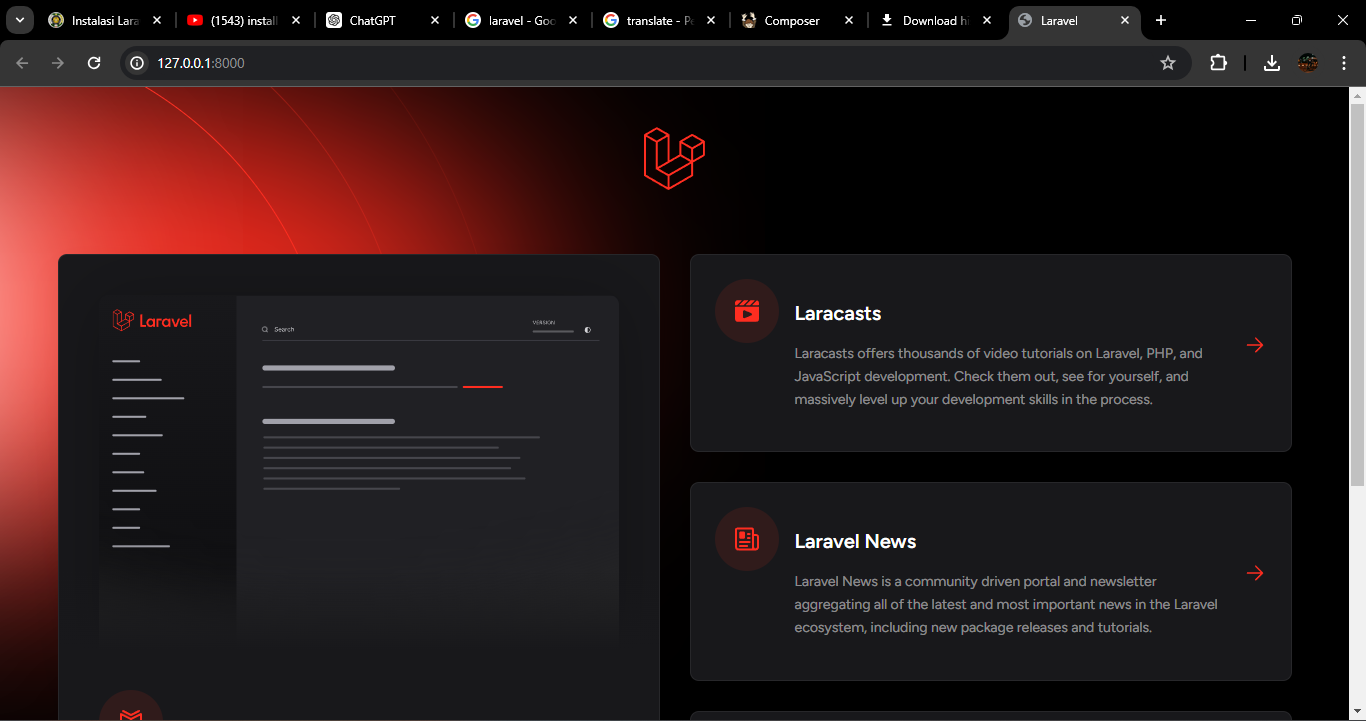 Instalasi Lara
(1543) install
ChatGPT
laravel - Goo
translate - Pe
Composer
Download hi
Laravel
127.0.0.1:8000
Laravel
Search
VERSION
Laracasts
Laracasts offers thousands of video tutorials on Laravel, PHP, and
JavaScript development. Check them out, see for yourself, and
massively level up your development skills in the process.
Laravel News
Laravel News is a community driven portal and newsletter
aggregating all of the latest and most important news in the Laravel
ecosystem, including new package releases and tutorials.